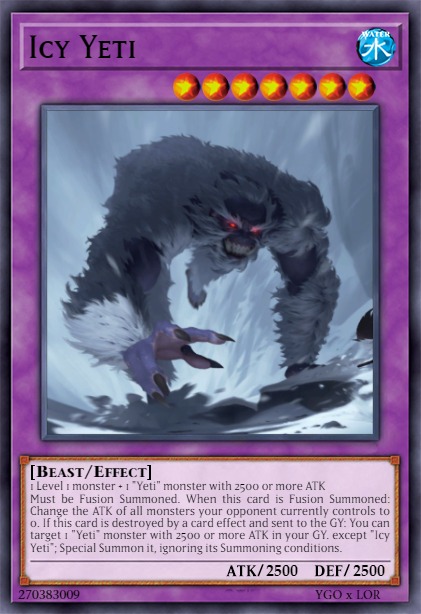 Icy Yeti
WATER
水
[Beast/Effect]
1 Level 1 monster + 1 "Yeti" monster with 2500 or more ATK
Must be Fusion Summoned. When this card is Fusion Summoned:
Change the ATK of all monsters your opponent currently controls to
0. If this card is destroyed by a card effect and sent to the GY: You can
target 1 "Yeti" monster with 2500 or more ATK in your GY, except "Icy
Yeti"; Special Summon it, ignoring its Summoning conditions.
ATK/2500 DEF/2500
270383009 YGO x LOR